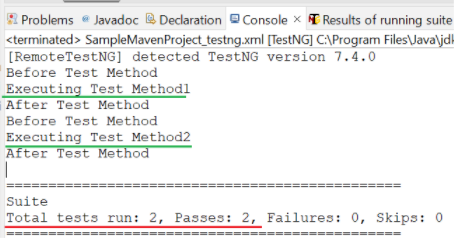 Problems @ Javadoc Declaration Console × Results of running suite
<terminated> SampleMavenProject_testng.xml [TestNG] C:\Program Files\Java\jdk
[RemoteTestNG] detected TestNG version 7.4.0
Before Test Method
Executing Test Method1
After Test Method
Before Test Method
Executing Test Method2
After Test Method
===============================================
Suite
Total tests run: 2, Passes: 2, Failures: 0, Skips: 0
===============================================